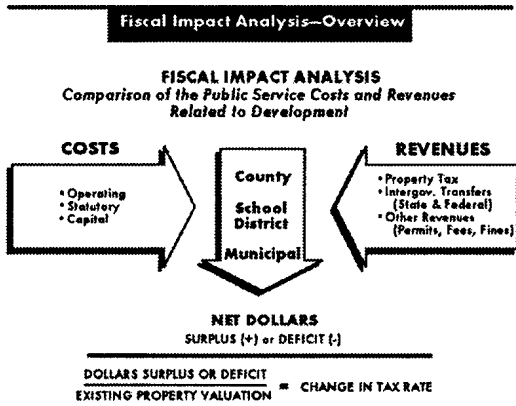 Fiscal Impact Analysis—Overview
FISCAL IMPACT ANALYSIS
Comparison of the Public Service Costs and Revenues
Related to Development
COSTS
• Operating
• Statutory
• Capital
County
School
District
Municipal
REVENUES
• Property Tax
• Intergov. Transfers
(State & Federal)
• Other Revenues
(Permits, Fees, Fines)
NET DOLLARS
SURPLUS (+) or DEFICIT (-)
DOLLARS SURPLUS OR DEFICIT
EXISTING PROPERTY VALUATION = CHANGE IN TAX RATE